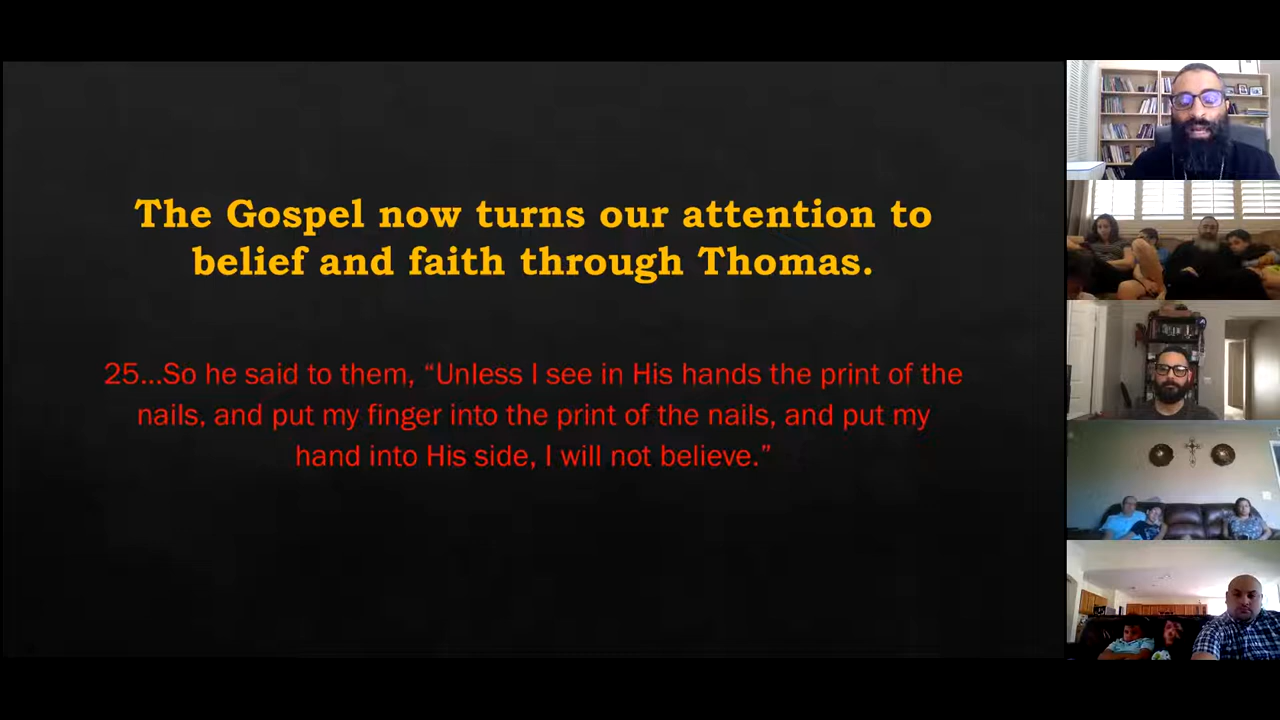 The Gospel now turns our attention to
belief and faith through Thomas.
25...So he said to them, “Unless I see in His hands the print of the
nails, and put my finger into the print of the nails, and put my
hand into His side, I will not believe.”